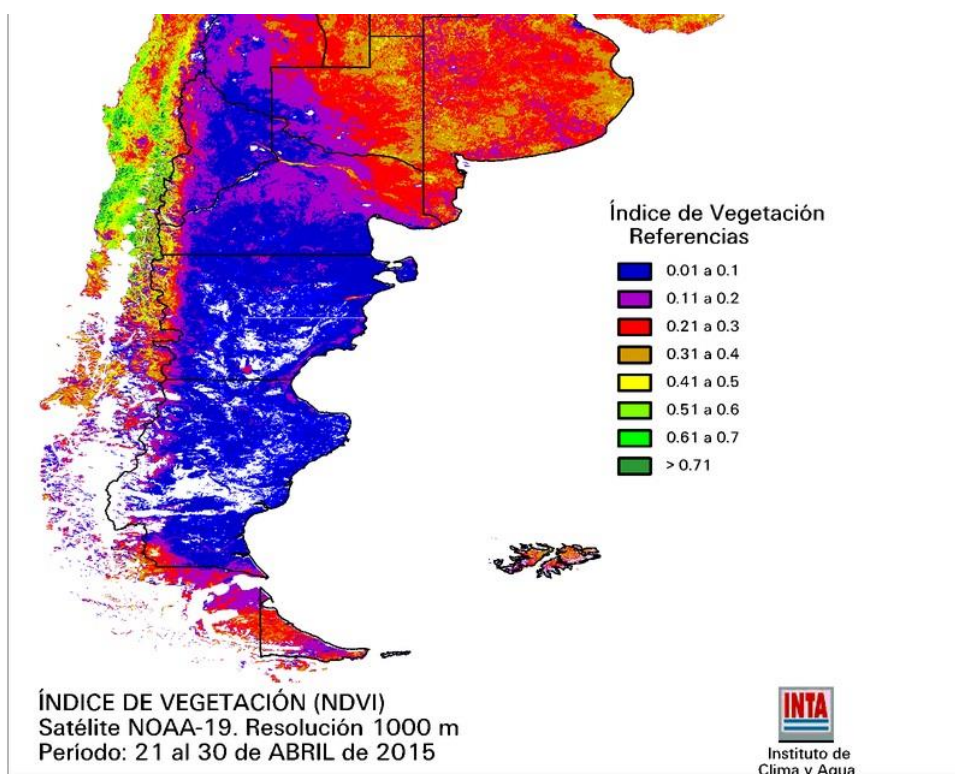 Índice de Vegetación
Referencias
0.01 a 0.1
0.11 a 0.2
0.21 a 0.3
0.31 a 0.4
0.41 a 0.5
0.51 a 0.6
0.61 a 0.7
> 0.71
ÍNDICE DE VEGETACIÓN (NDVI)
Satélite NOAA-19. Resolución 1000 m
Período: 21 al 30 de ABRIL de 2015
INTA
Instituto de
Clima y Agua